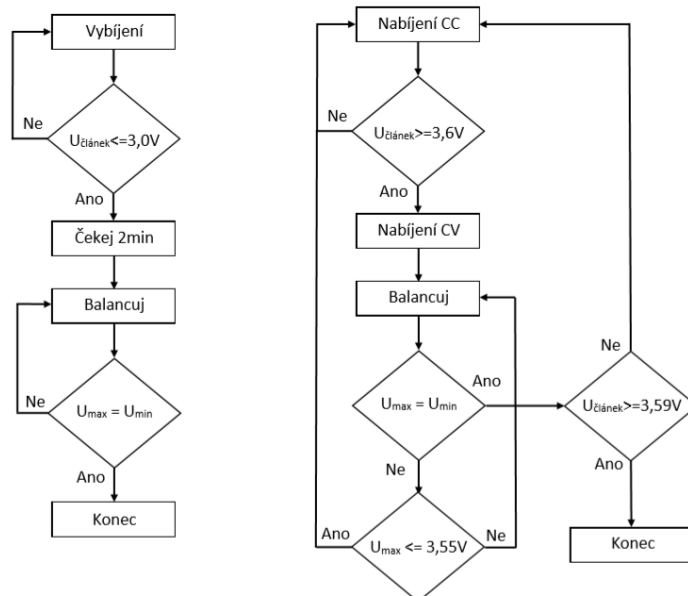 Vybíjení
Ne
Učlánek<=3,0V
Ano
Čekej 2min
Balancuj
Ne
Umax = Umin
Ano
Konec
Nabíjení CC
Ne
Učlánek>=3,6V
Ano
Nabíjení CV
Balancuj
Umax = Umin
Ano
Ne
Umax <= 3,55V
Ano
Ne
Ne
Učlánek>=3,59V
Ano
Konec